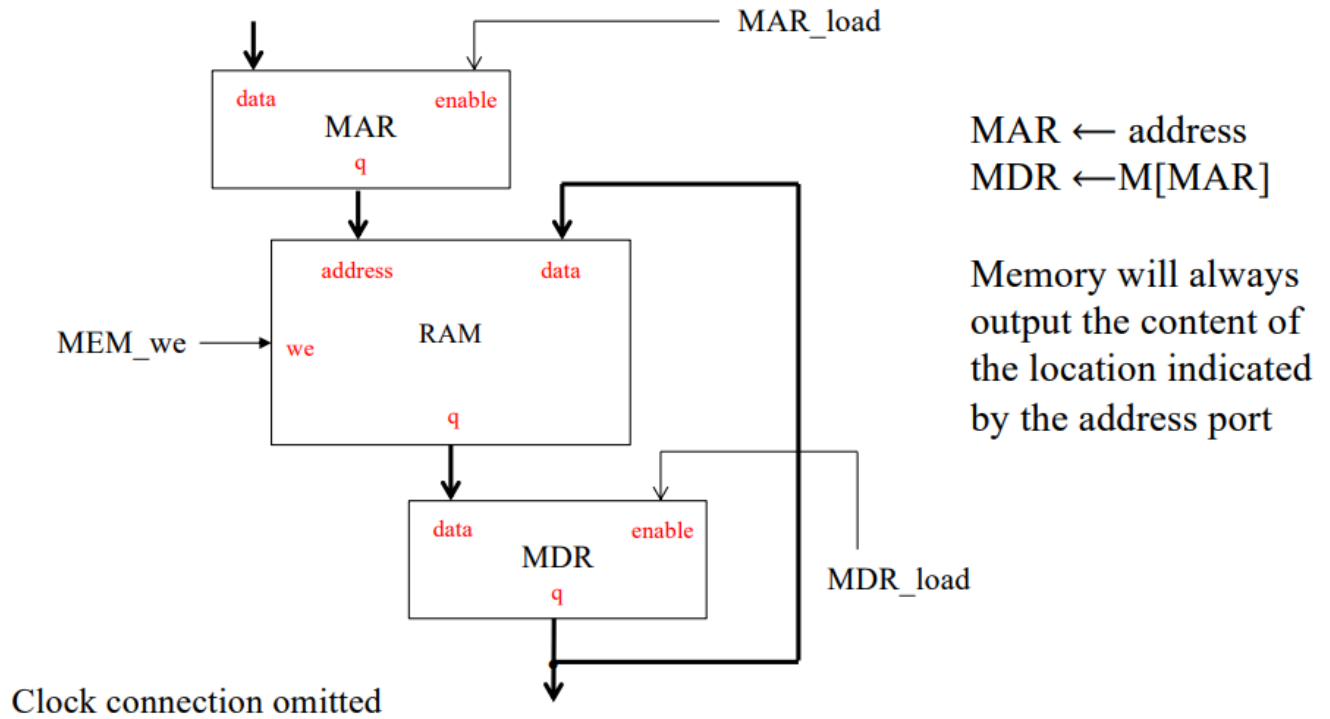 MAR_load
data
enable
MAR
q
MAR ← address
MDR ←M[MAR]
address
data
Memory will always
output the content of
the location indicated
by the address port
MEM_we
we
RAM
q
data
enable
MDR
MDR_load
q
Clock connection omitted